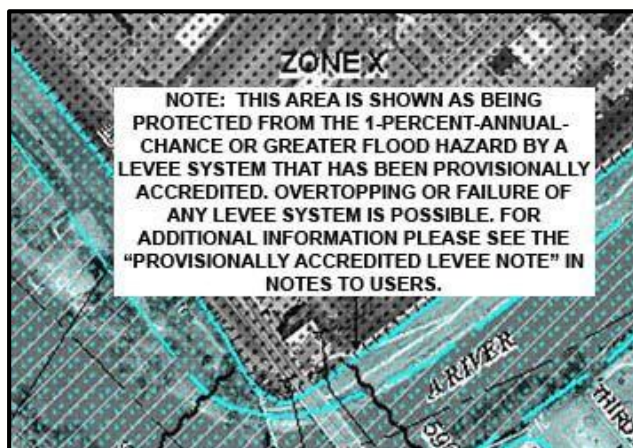 ZONE X
NOTE: THIS AREA IS SHOWN AS BEING
PROTECTED FROM THE 1-PERCENT-ANNUAL-
CHANCE OR GREATER FLOOD HAZARD BY A
LEVEE SYSTEM THAT HAS BEEN PROVISIONALLY
ACCREDITED. OVERTOPPING OR FAILURE OF
ANY LEVEE SYSTEM IS POSSIBLE. FOR
ADDITIONAL INFORMATION PLEASE SEE THE
“PROVISIONALLY ACCREDITED LEVEE NOTE” IN
NOTES TO USERS.
A RIVER
THIRD